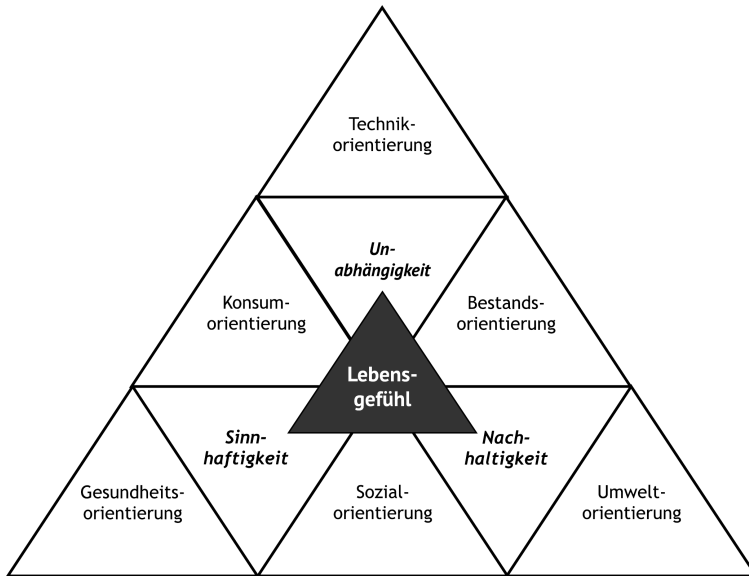 Technik-
orientierung
Un-
abhängigkeit
Konsum-
orientierung
Bestands-
orientierung
Lebens-
gefühl
Sinn-
haftigkeit
Nach-
haltigkeit
Gesundheits-
orientierung
Sozial-
orientierung
Umwelt-
orientierung